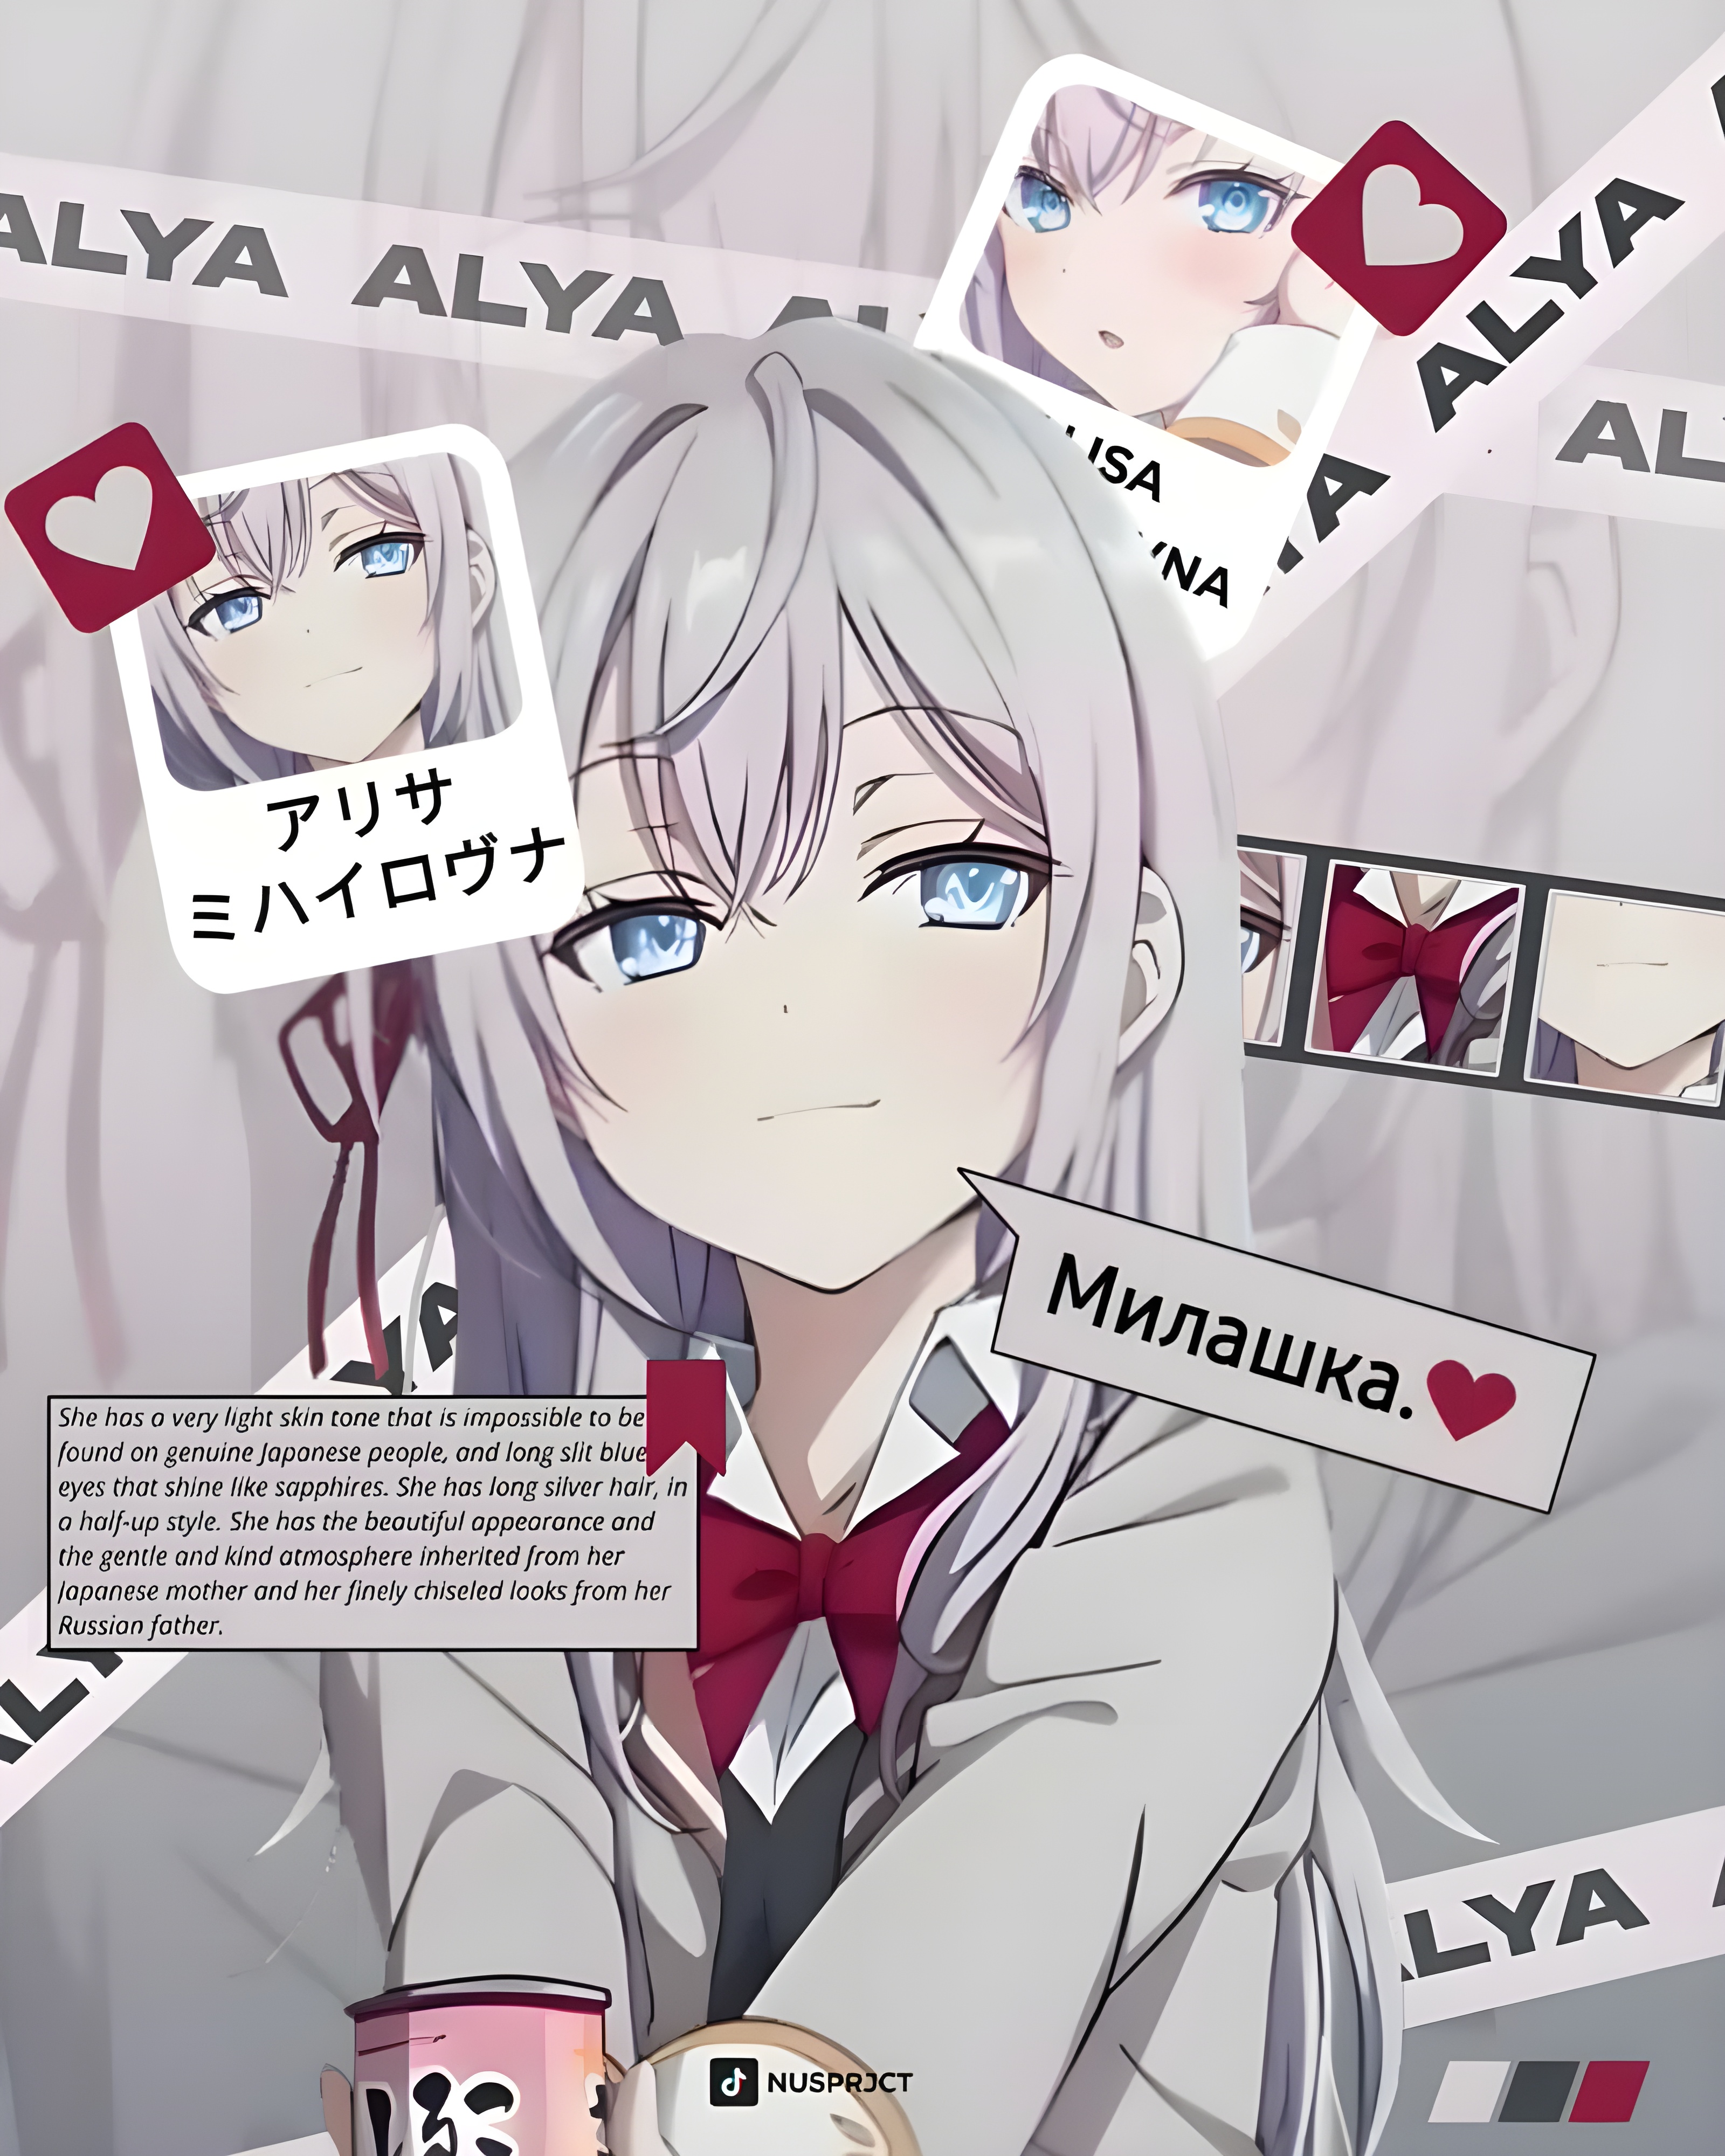 ALYA ALYA
ALYA
AL
アリサ
ミハイロヴナ
Милашка.
She has a very light skin tone that is impossible to be
found on genuine Japanese people, and long slit blue
eyes that shine like sapphires. She has long silver hair, in
a half-up style. She has the beautiful appearance and
the gentle and kind atmosphere inherited from her
Japanese mother and her finely chiseled looks from her
Russian father.
LYA
NUSPRJCT